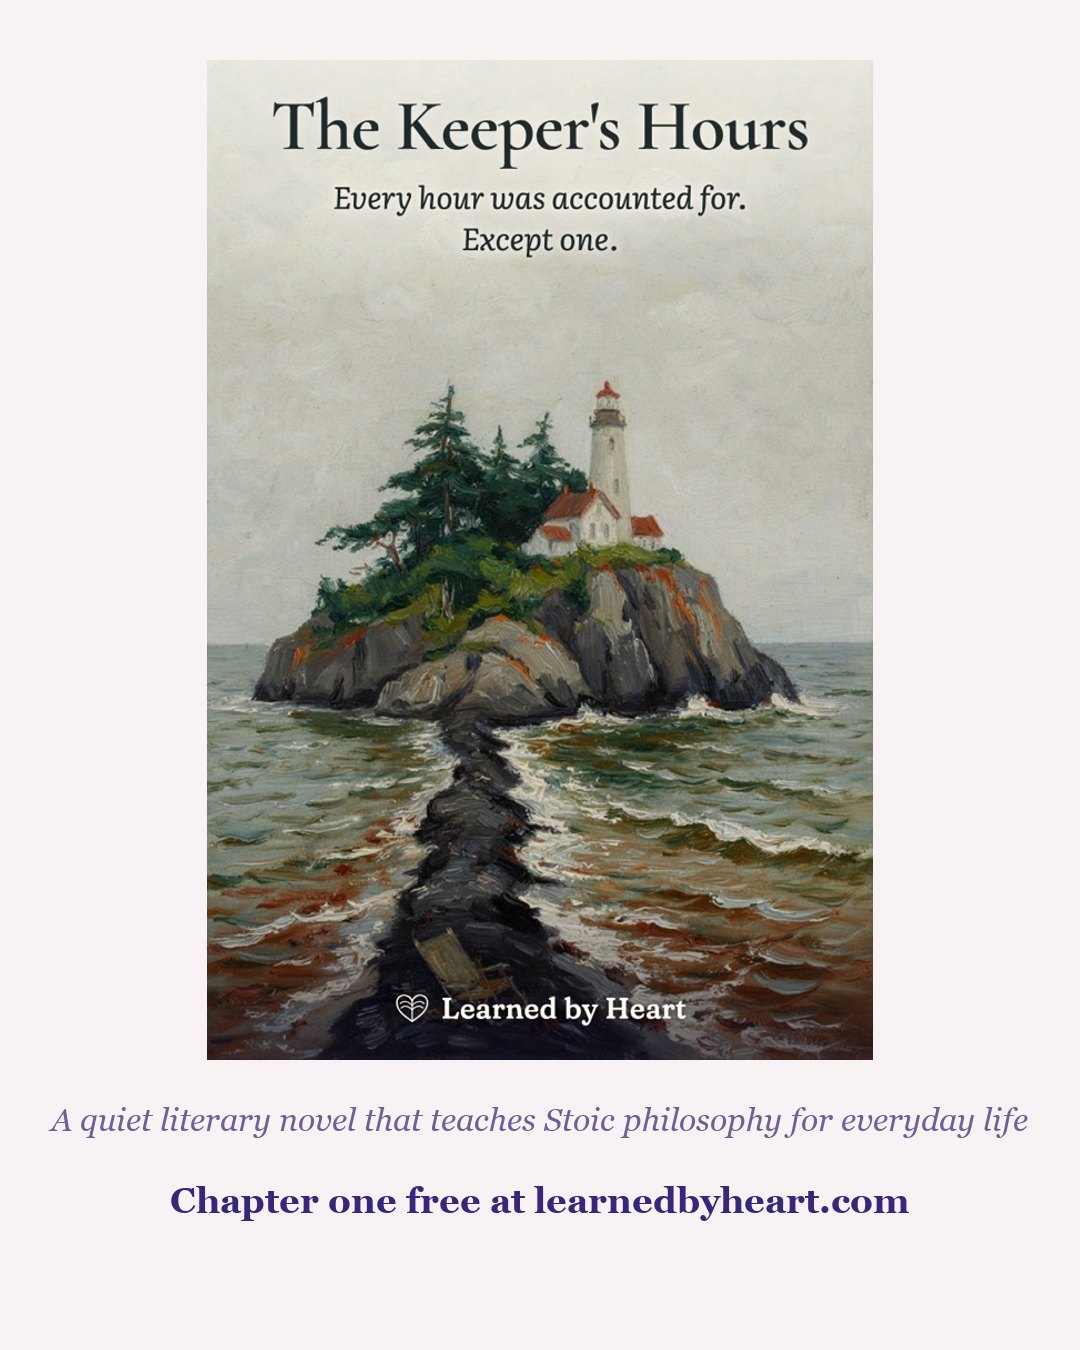 The Keeper's Hours
Every hour was accounted for.
Except one.
Learned by Heart
A quiet literary novel that teaches Stoic philosophy for everyday life
Chapter one free at learnedbyheart.com